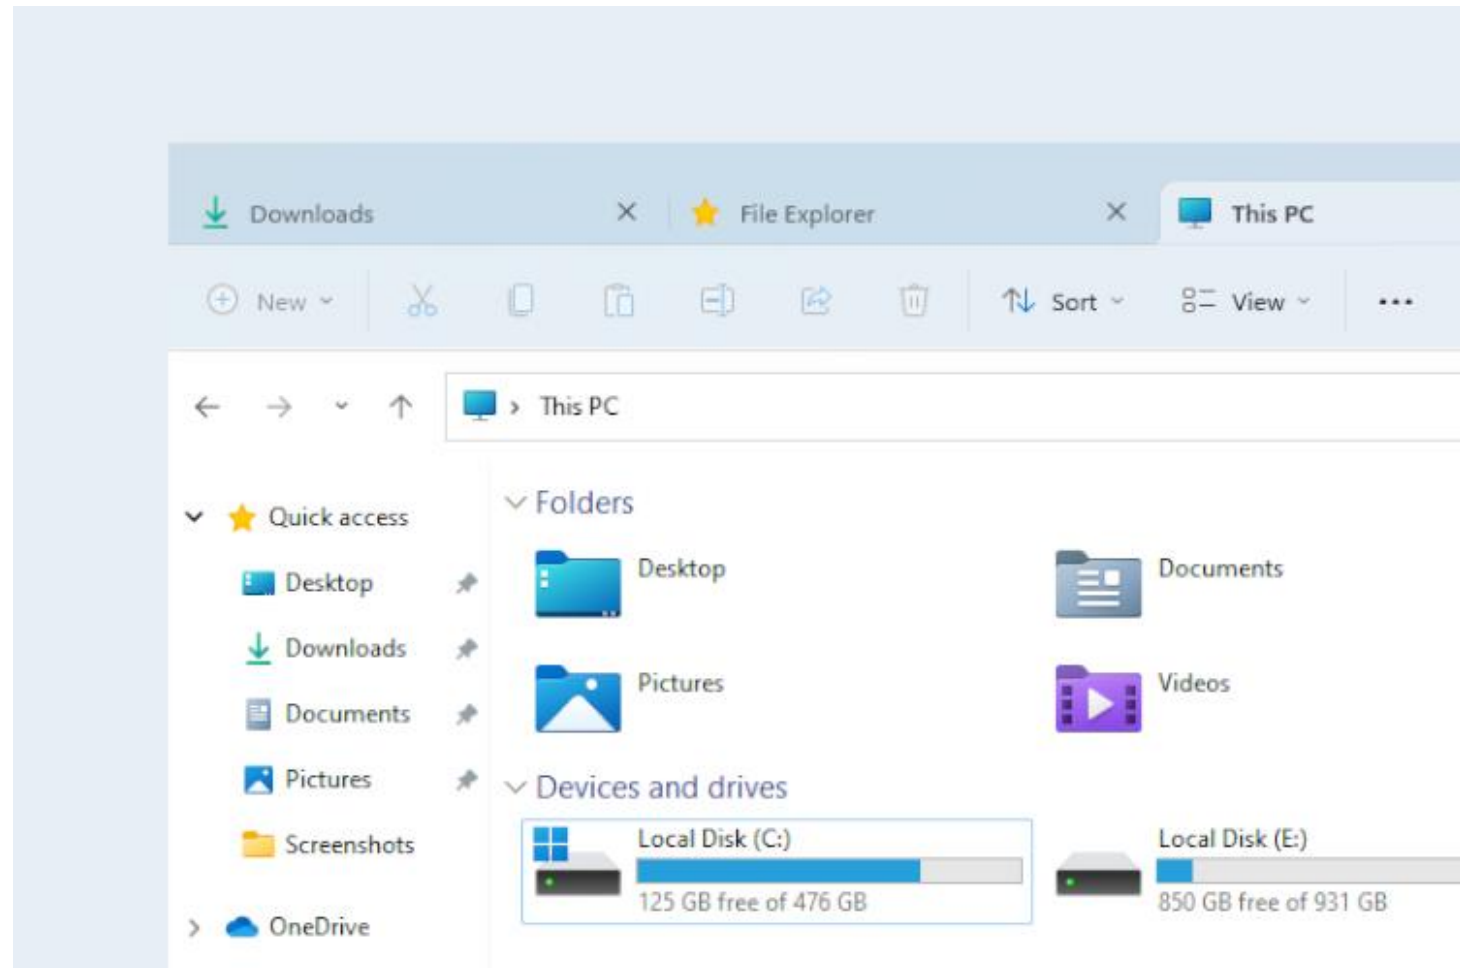 Downloads
File Explorer
This PC
New
Sort
View
This PC
Quick access
Desktop
Downloads
Documents
Pictures
Screenshots
OneDrive
Folders
Desktop
Documents
Pictures
Videos
Devices and drives
Local Disk (C:)
125 GB free of 476 GB
Local Disk (E:)
850 GB free of 931 GB